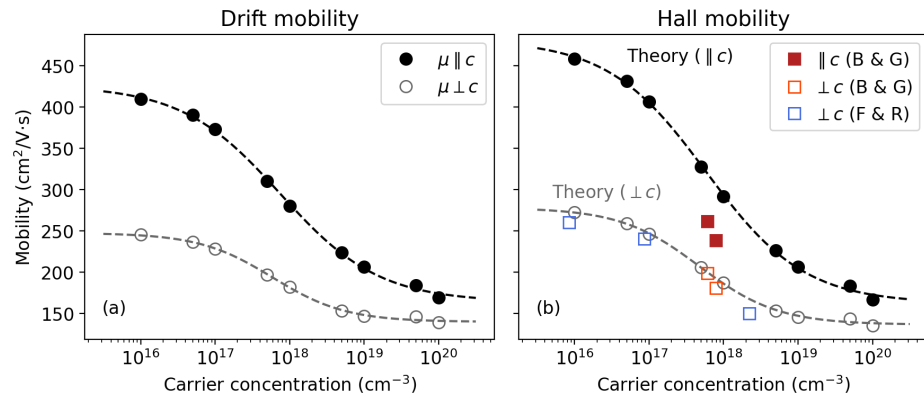 Drift mobility
Hall mobility
Mobility (cm²/V·s)
450
400
350
300
250
200
150
μ ∥ c
μ ⊥ c
(a)
10¹⁶
10¹⁷
10¹⁸
10¹⁹
10²⁰
Carrier concentration (cm⁻³)
Theory (∥ c)
Theory (⊥ c)
∥ c (B & G)
⊥ c (B & G)
⊥ c (F & R)
(b)
10¹⁶
10¹⁷
10¹⁸
10¹⁹
10²⁰
Carrier concentration (cm⁻³)